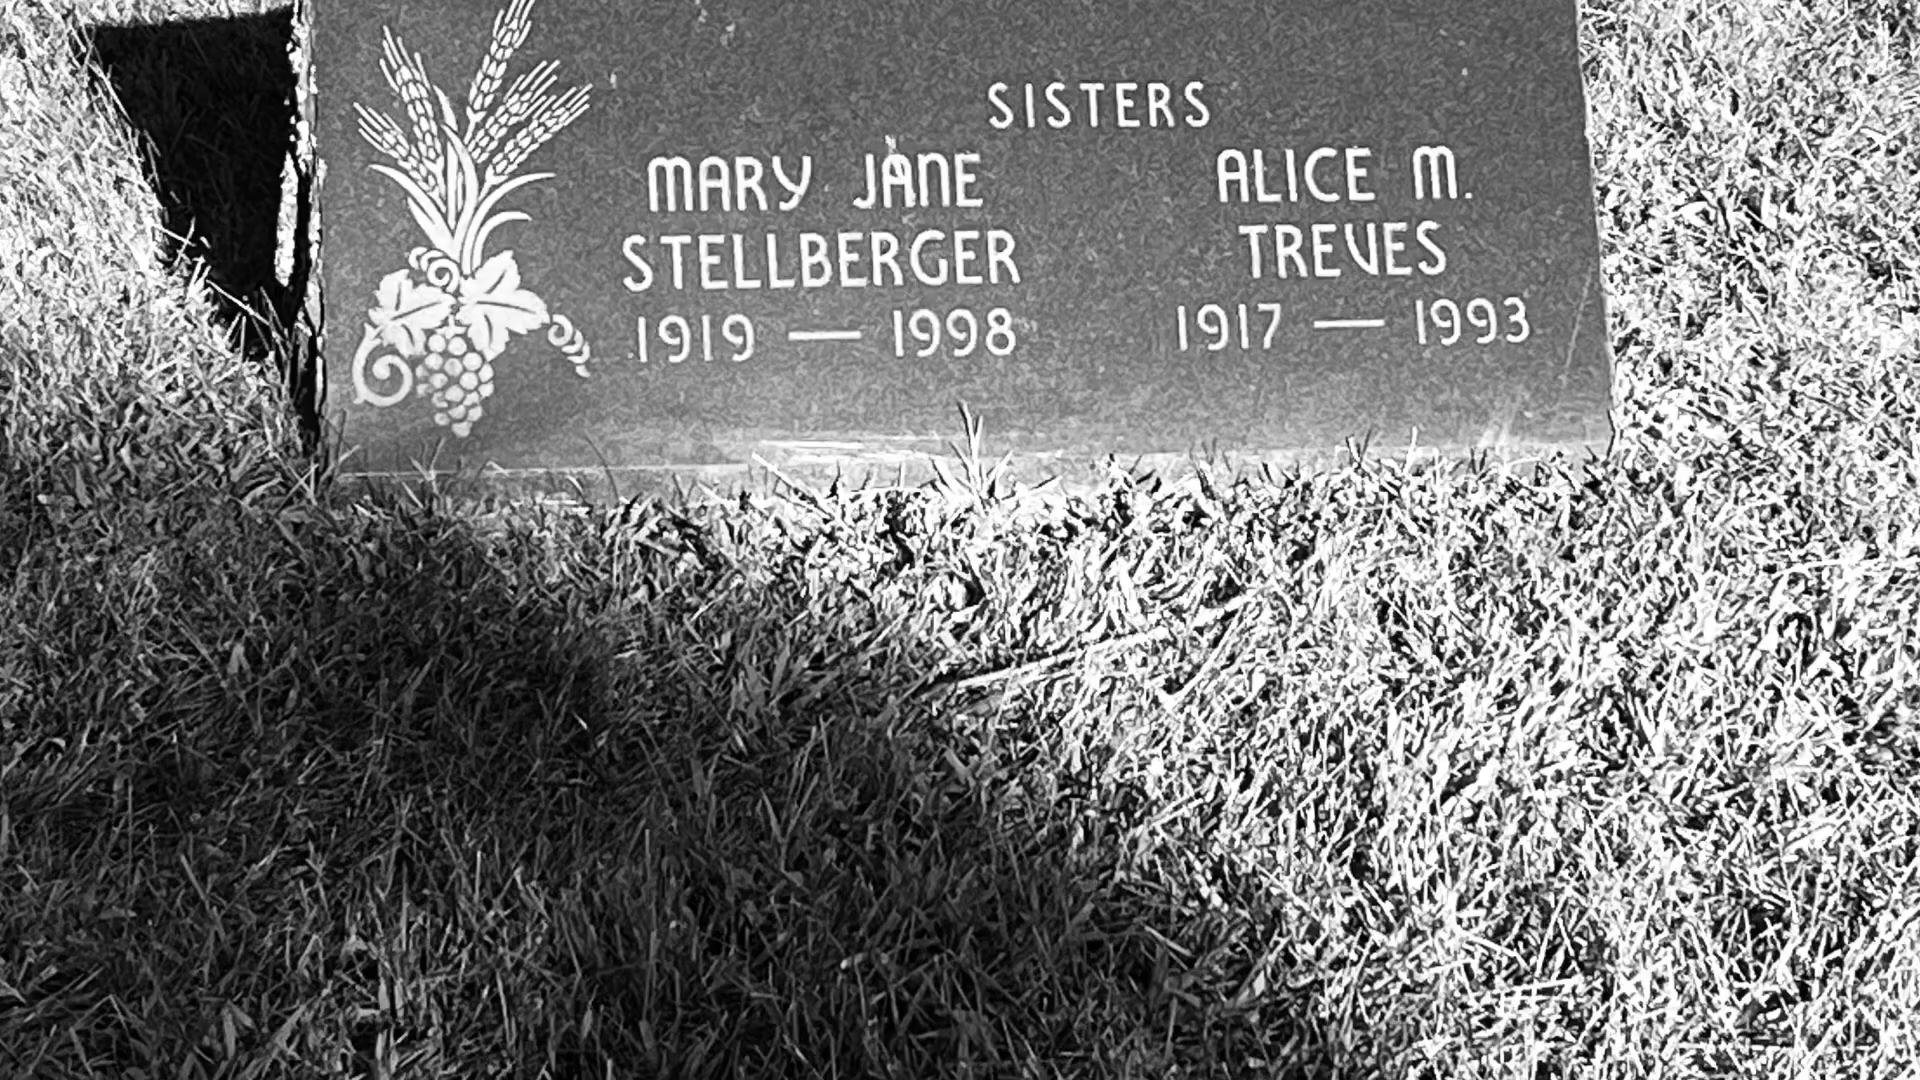 SISTERS
MARY JANE
STELLBERGER
1919 — 1998
ALICE M.
TREVES
1917 — 1993